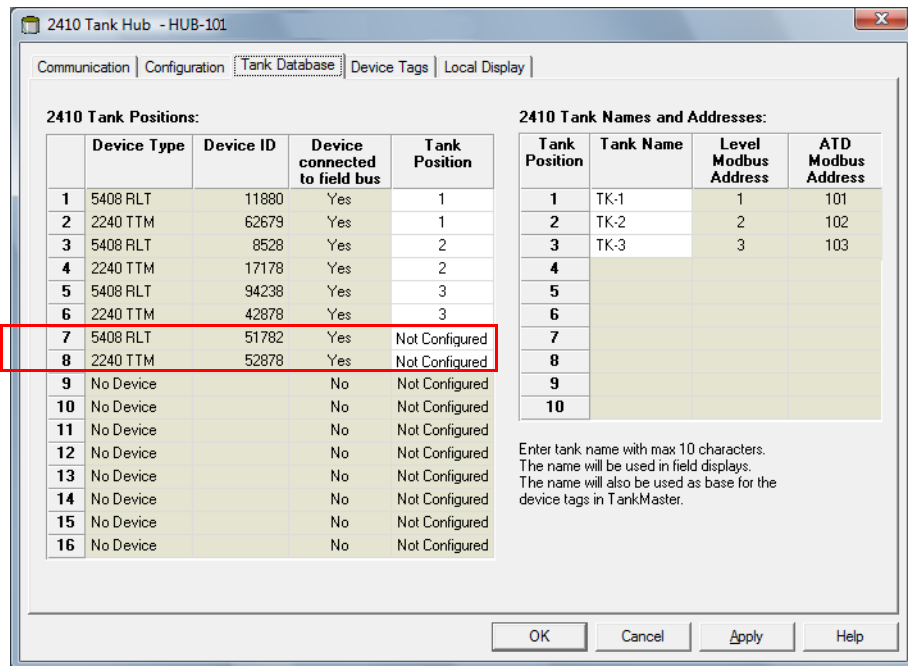 2410 Tank Hub - HUB-101
Communication Configuration Tank Database Device Tags Local Display
2410 Tank Positions:
Device Type Device ID Device connected to field bus Tank Position
1 5408 RLT 11880 Yes 1
2 2240 TTM 62679 Yes 1
3 5408 RLT 8528 Yes 2
4 2240 TTM 17178 Yes 2
5 5408 RLT 94238 Yes 3
6 2240 TTM 42878 Yes 3
7 5408 RLT 51782 Yes Not Configured
8 2240 TTM 52878 Yes Not Configured
9 No Device No Not Configured
10 No Device No Not Configured
11 No Device No Not Configured
12 No Device No Not Configured
13 No Device No Not Configured
14 No Device No Not Configured
15 No Device No Not Configured
16 No Device No Not Configured
2410 Tank Names and Addresses:
Tank Position Tank Name Level Modbus Address ATD Modbus Address
1 TK-1 1 101
2 TK-2 2 102
3 TK-3 3 103
4
5
6
7
8
9
10
Enter tank name with max 10 characters.
The name will be used in field displays.
The name will also be used as base for the
device tags in TankMaster.
OK Cancel Apply Help